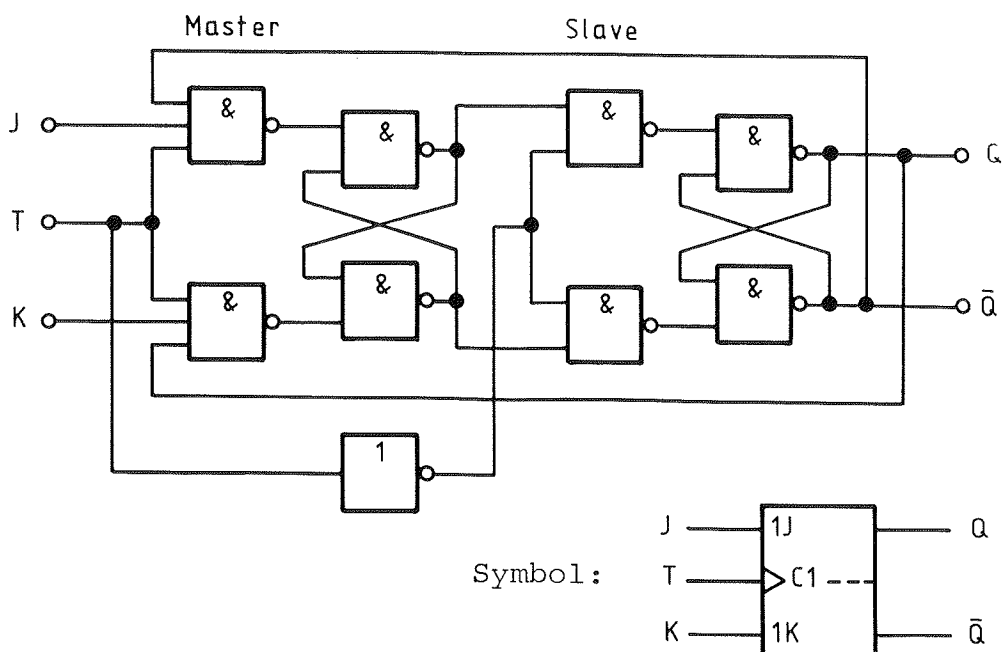 Master Slave
& & & &
J Q
T
& & & &
K Q̄
1
J 1J Q
Symbol: T C1
K 1K Q̄